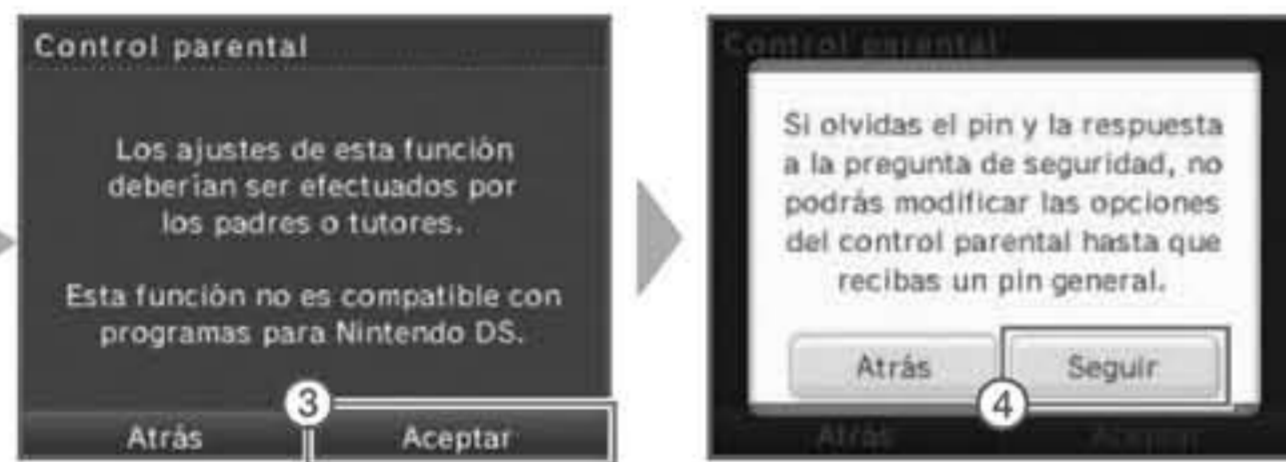 Control parental
Los ajustes de esta función
deberían ser efectuados por
los padres o tutores.
Esta función no es compatible con
programas para Nintendo DS.
3
Atrás
Aceptar
Control parental
Si olvidas el pin y la respuesta
a la pregunta de seguridad, no
podrás modificar las opciones
del control parental hasta que
recibas un pin general.
Atrás
Seguir
4
Atrás
Aceptar